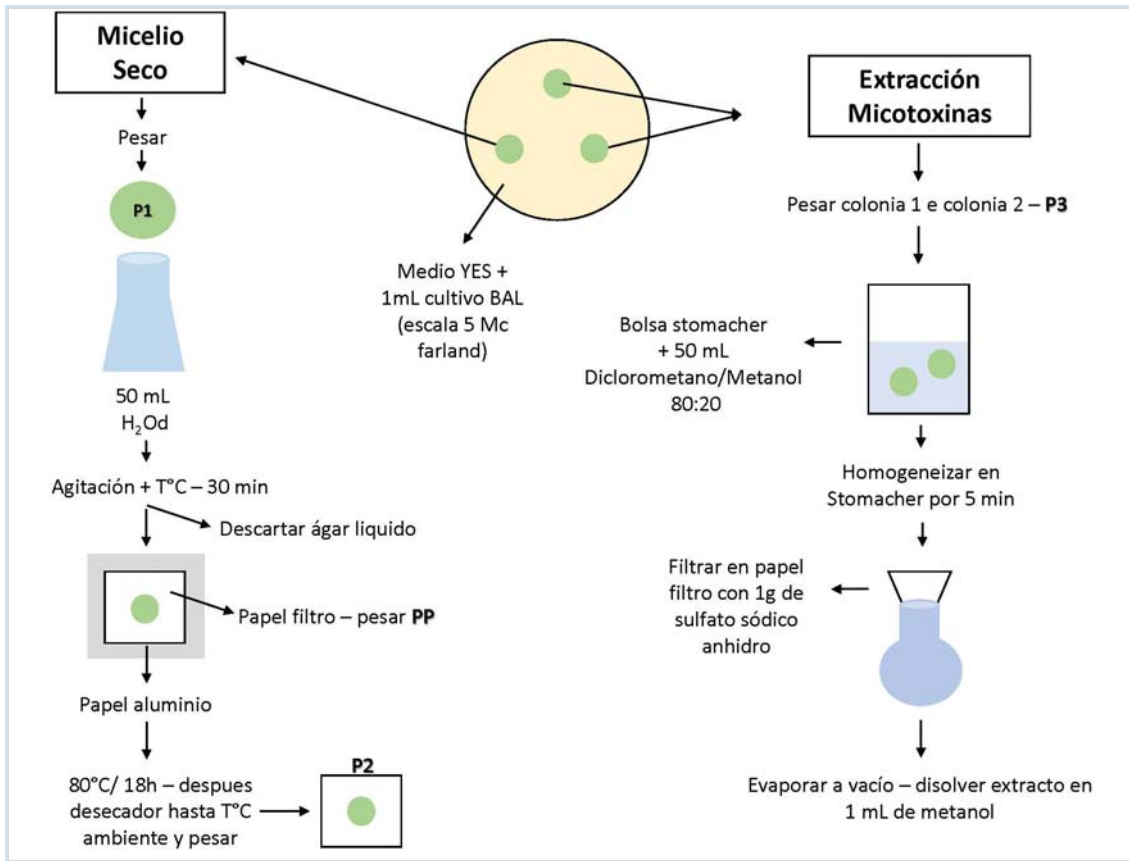 Micelio
Seco
Pesar
P1
50 mL
H₂Od
Agitación + T°C – 30 min
Descartar ágar liquido
Papel filtro – pesar PP
Papel aluminio
80°C/ 18h – despues
desecador hasta T°C
ambiente y pesar
P2
Medio YES +
1mL cultivo BAL
(escala 5 Mc
farland)
Extracción
Micotoxinas
Pesar colonia 1 e colonia 2 – P3
Bolsa stomacher
+ 50 mL
Diclorometano/Metanol
80:20
Homogeneizar en
Stomacher por 5 min
Filtrar en papel
filtro con 1g de
sulfato sódico
anhidro
Evaporar a vacío – disolver extracto en
1 mL de metanol